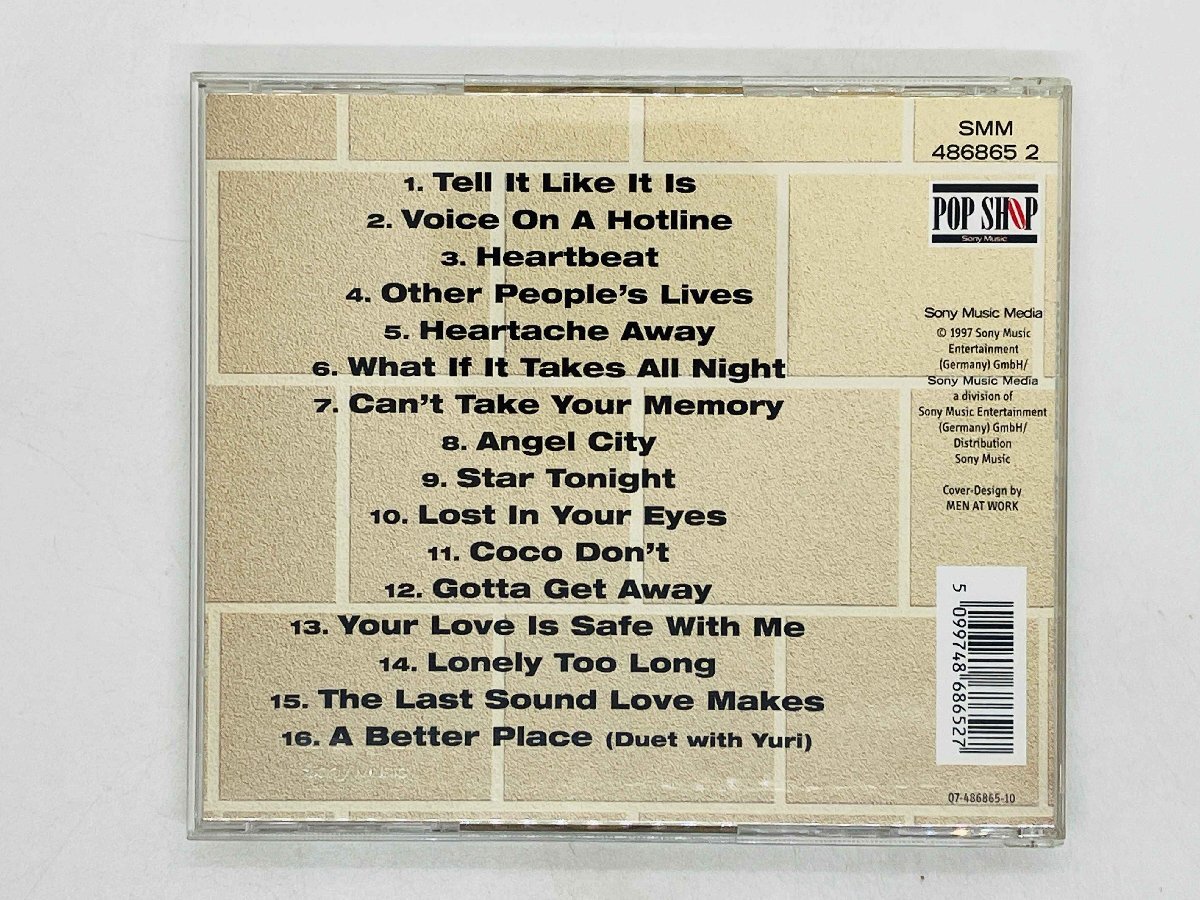 1. Tell It Like It Is
2. Voice On A Hotline
3. Heartbeat
4. Other People's Lives
5. Heartache Away
6. What If It Takes All Night
7. Can't Take Your Memory
8. Angel City
9. Star Tonight
10. Lost In Your Eyes
11. Coco Don't
12. Gotta Get Away
13. Your Love Is Safe With Me
14. Lonely Too Long
15. The Last Sound Love Makes
16. A Better Place (Duet with Yuri)
SMM
486865 2
POP SHOP
Sony Music
Sony Music Media
© 1997 Sony Music
Entertainment
(Germany) GmbH/
Sony Music Media
a division of
Sony Music Entertainment
(Germany) GmbH/
Distribution
Sony Music
Cover-Design by
MEN AT WORK
5 099748 686527
07-486865-10